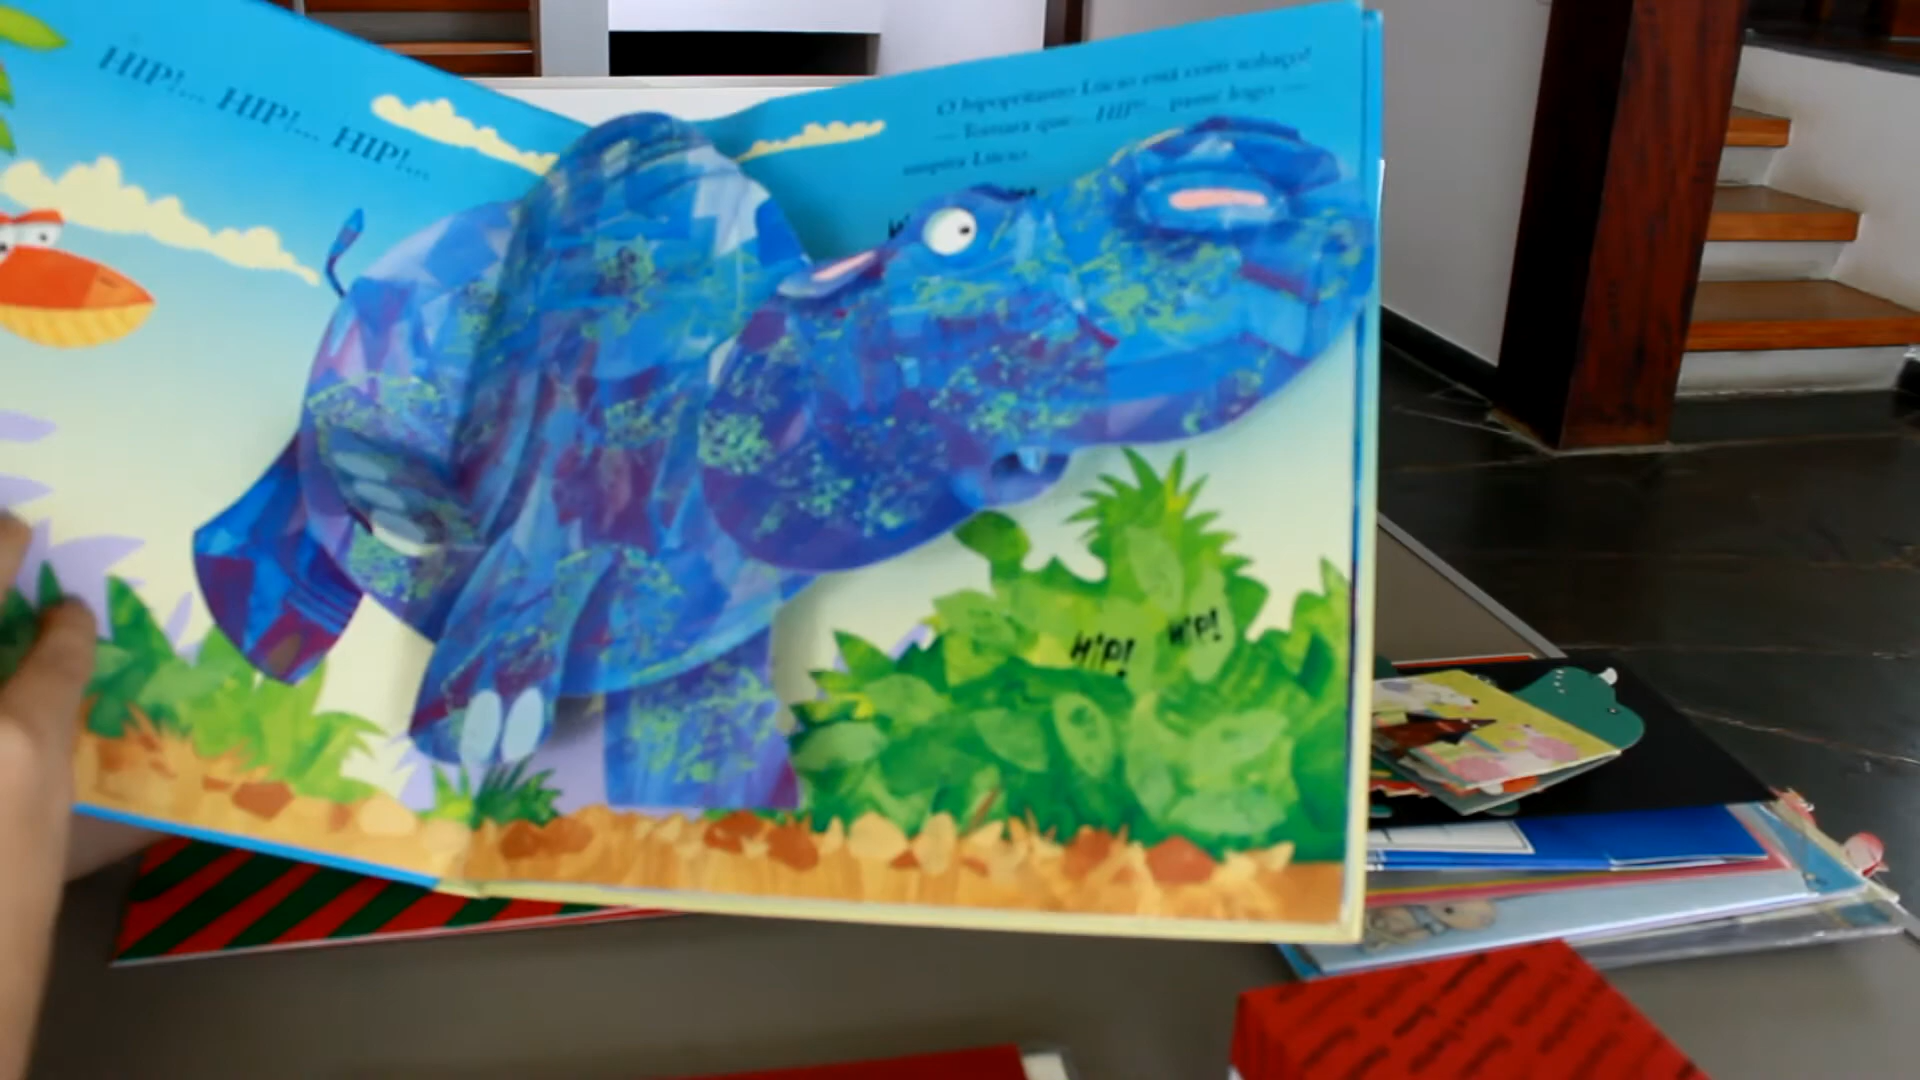 HIP!... HIP!... HIP!...
O hipopótamo Lúcio está com soluço!
— Tomara que... HIP!... passe logo —
suspira Lúcio.
HIP!
HIP!